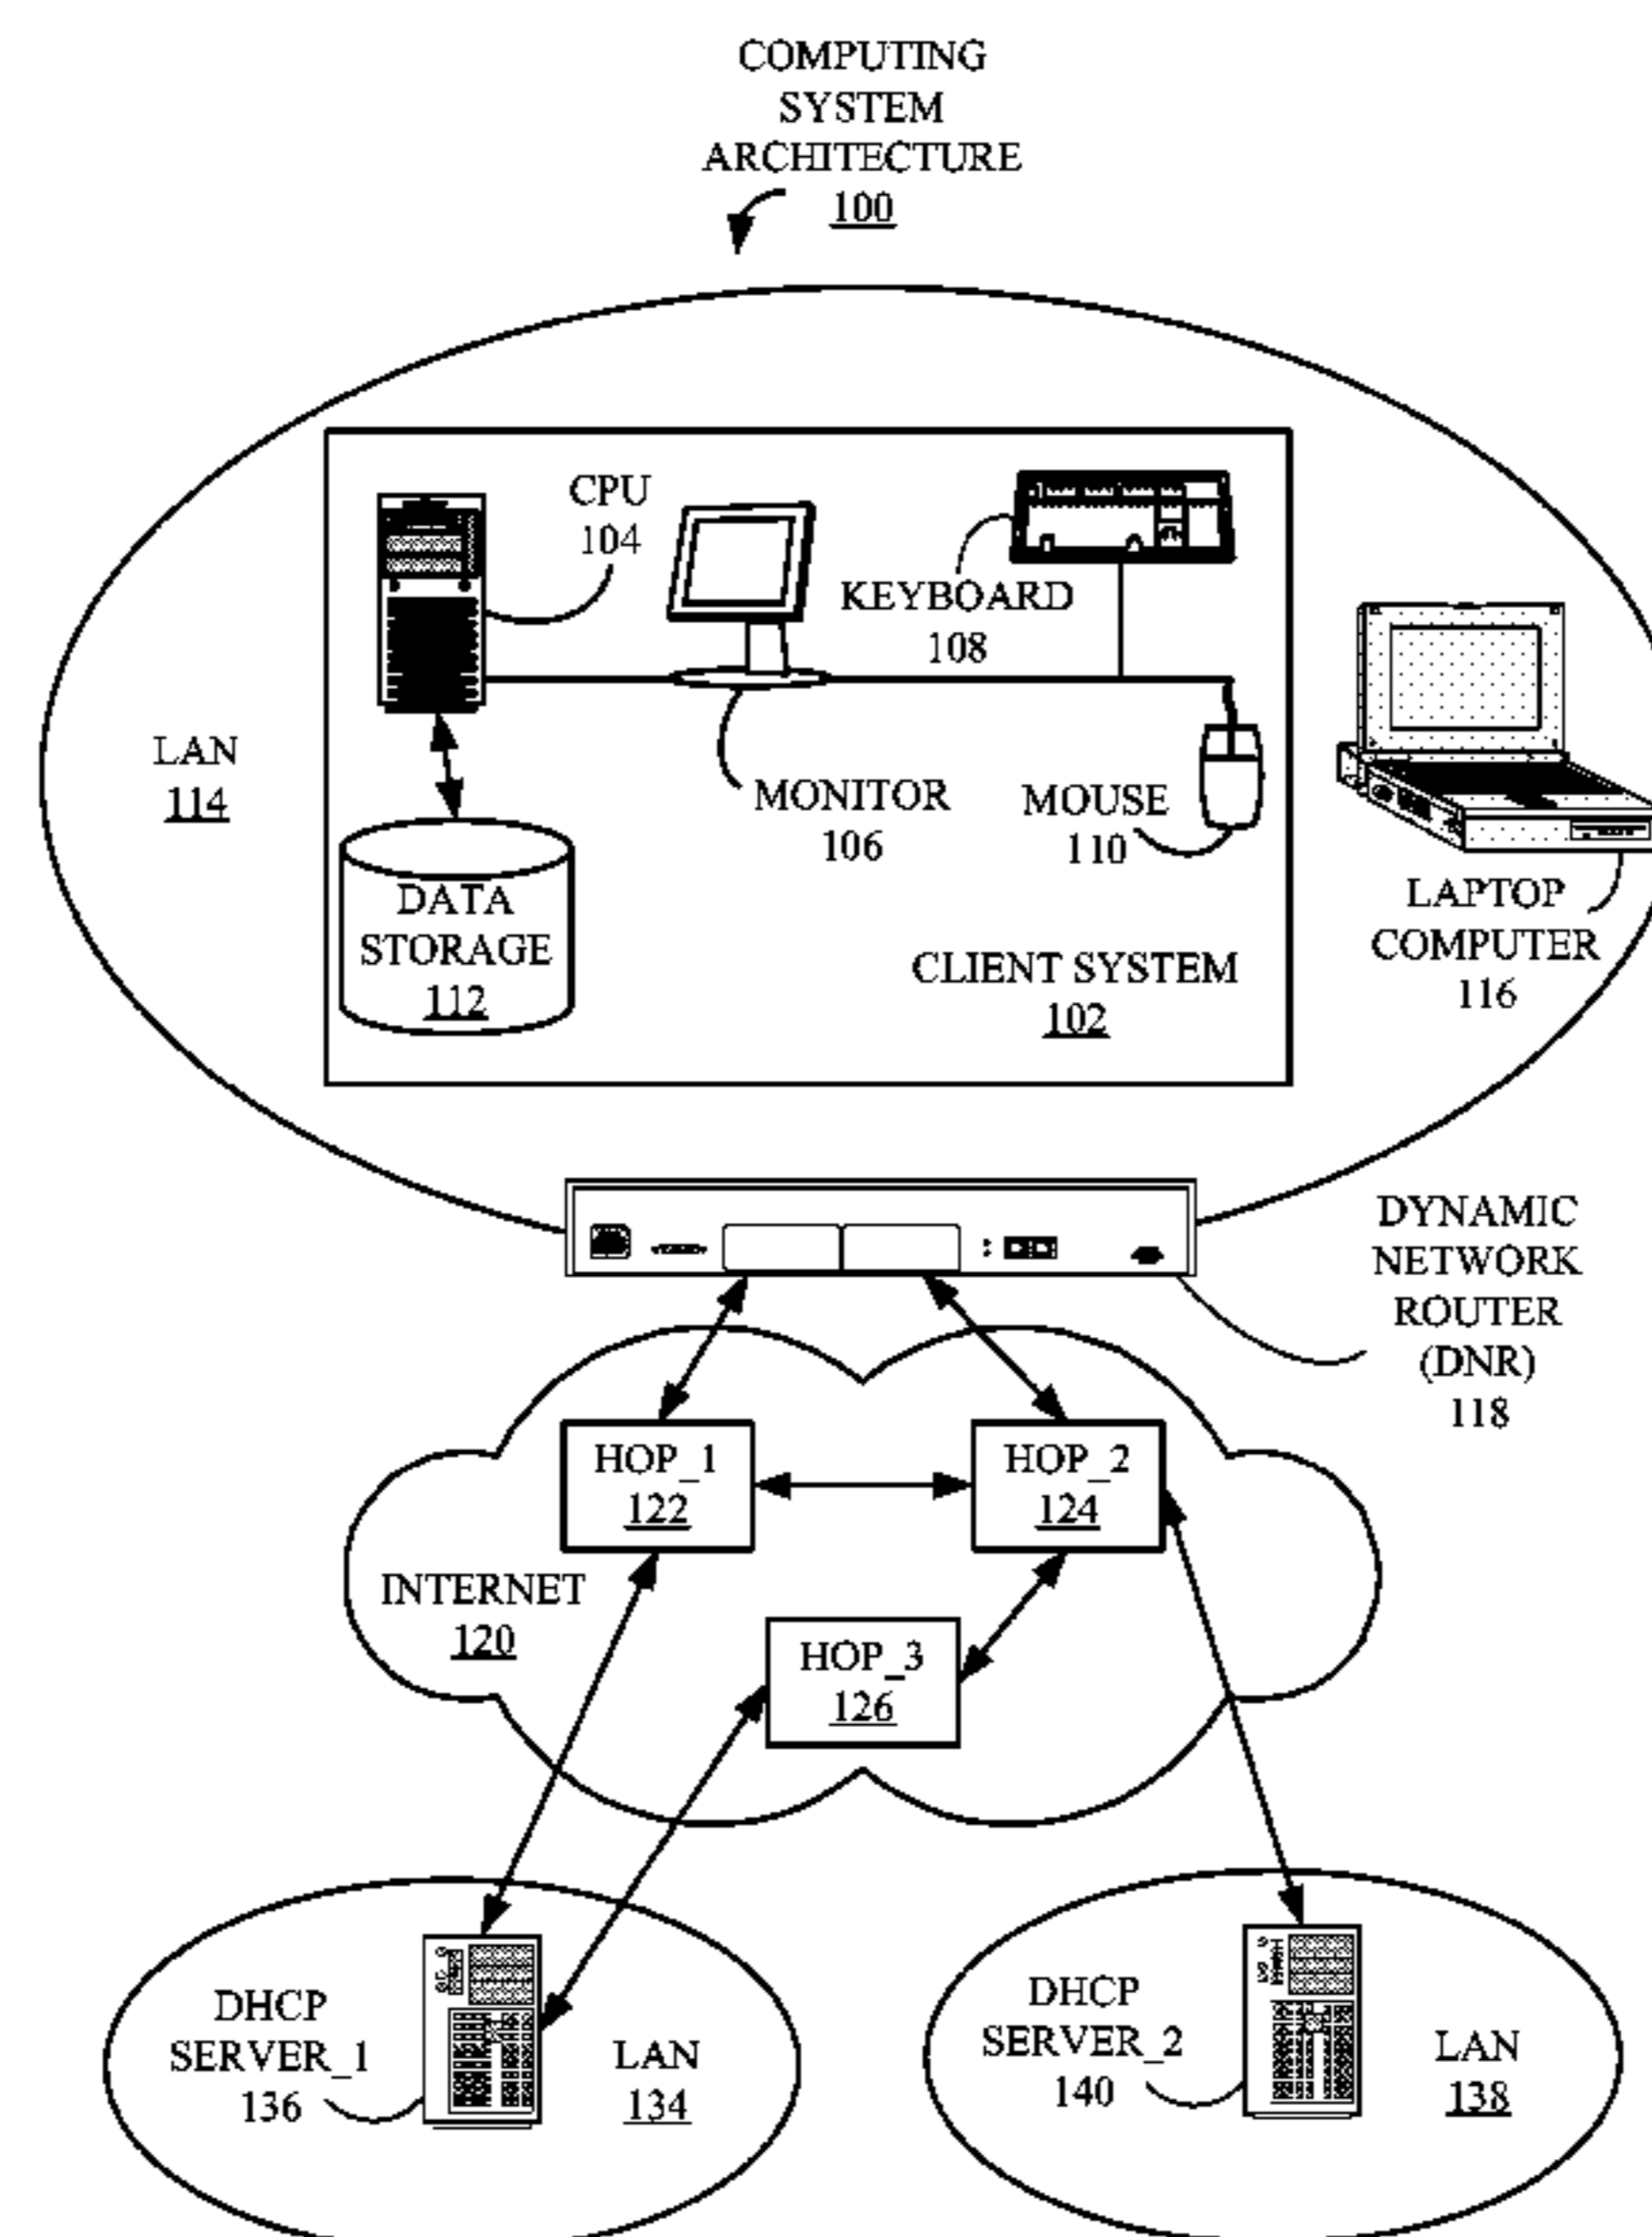 COMPUTING
SYSTEM
ARCHITECTURE
100
CPU
104
KEYBOARD
108
LAN
114
MONITOR
106
MOUSE
110
DATA
STORAGE
112
CLIENT SYSTEM
102
LAPTOP
COMPUTER
116
DYNAMIC
NETWORK
ROUTER
(DNR)
118
HOP_1
122
HOP_2
124
INTERNET
120
HOP_3
126
DHCP
SERVER_1
136
LAN
134
DHCP
SERVER_2
140
LAN
138